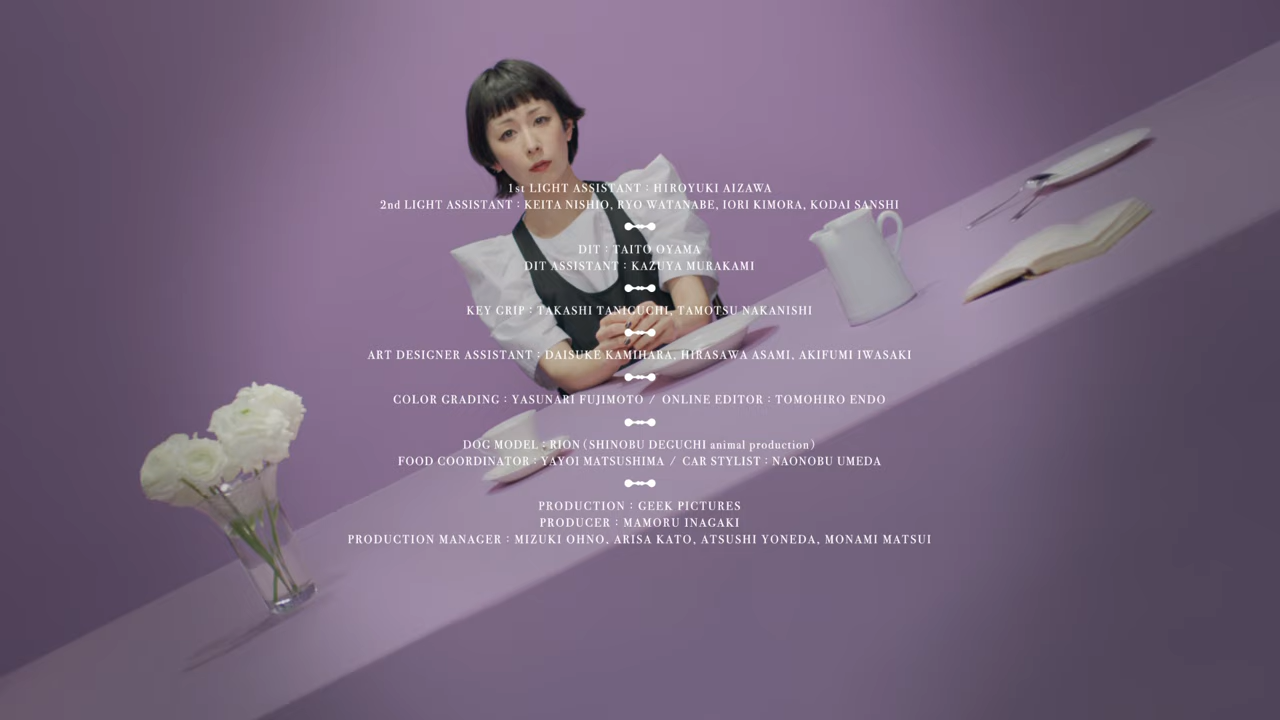 1st LIGHT ASSISTANT : HIROYUKI AIZAWA
2nd LIGHT ASSISTANT : KEITA NISHIO, RYO WATANABE, IORI KIMORA, KODAI SANSHI
DIT : TAITO OYAMA
DIT ASSISTANT : KAZUYA MURAKAMI
KEY GRIP : TAKASHI TANIGUCHI, TAMOTSU NAKANISHI
ART DESIGNER ASSISTANT : DAISUKE KAMIHARA, HIRASAWA ASAMI, AKIFUMI IWASAKI
COLOR GRADING : YASUNARI FUJIMOTO / ONLINE EDITOR : TOMOHIRO ENDO
DOG MODEL : RION (SHINOBU DEGUCHI animal production)
FOOD COORDINATOR : YAYOI MATSUSHIMA / CAR STYLIST : NAONOBU UMEDA
PRODUCTION : GEEK PICTURES
PRODUCER : MAMORU INAGAKI
PRODUCTION MANAGER : MIZUKI OHNO, ARISA KATO, ATSUSHI YONEDA, MONAMI MATSUI